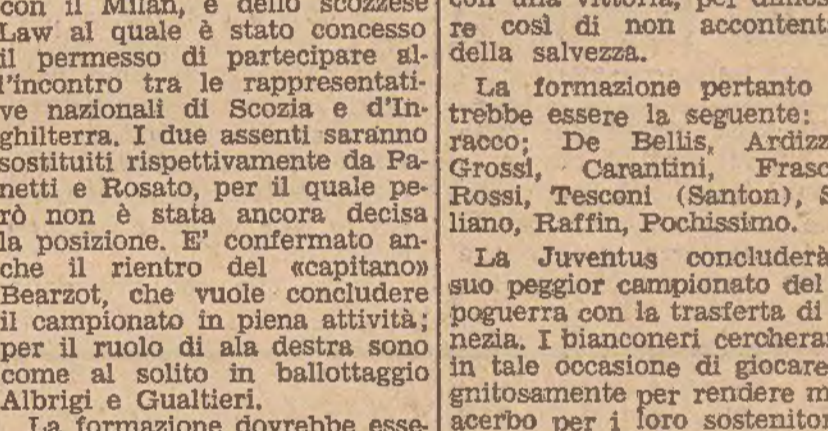 con il Milan, e dello scozzese
Law al quale è stato concesso
il permesso di partecipare al-
l'incontro tra le rappresentati-
ve nazionali di Scozia e d'In-
ghilterra. I due assenti saranno
sostituiti rispettivamente da Pa-
netti e Rosato, per il quale pe-
rò non è stata ancora decisa
la posizione. E' confermato an-
che il rientro del «capitano»
Bearzot, che vuole concludere
il campionato in piena attività;
per il ruolo di ala destra sono
come al solito in ballottaggio
Albrigi e Gualtieri.
La formazione dovrebbe esse-
con una vittoria, per
re così di non accontent
della salvezza.
La formazione pertanto
trebbe essere la seguente:
racco; De Bellis, Ardizz
Grossi, Carantini, Frasc
Rossi, Tesconi (Santon), S
liano, Raffin, Pochissimo.
La Juventus concluderà
suo peggior campionato del
poguerra con la trasferta di
nezia. I bianconeri cerchera
in tale occasione di giocare
gnitosamente per rendere m
acerbo per i loro sostenitor